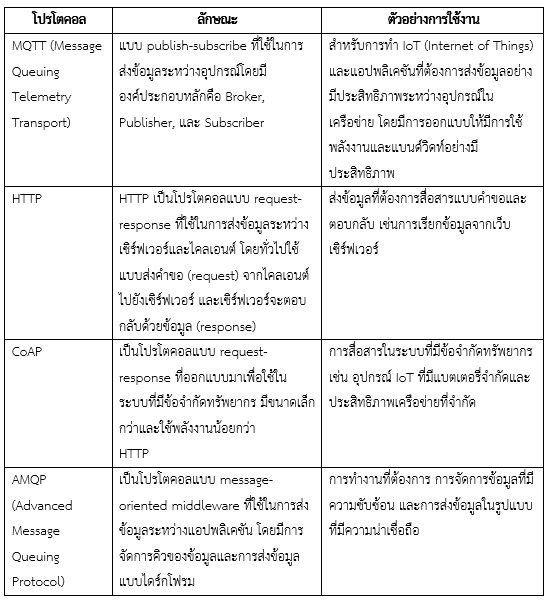 โปรโตคอล
ลักษณะ
ตัวอย่างการใช้งาน
MQTT (Message
Queuing
Telemetry
Transport)
แบบ publish-subscribe ที่ใช้ในการ
ส่งข้อมูลระหว่างอุปกรณ์โดยมี
องค์ประกอบหลักคือ Broker,
Publisher, และ Subscriber
สำหรับการทำ IoT (Internet of Things)
และแอปพลิเคชันที่ต้องการส่งข้อมูลอย่าง
มีประสิทธิภาพระหว่างอุปกรณ์ใน
เครือข่าย โดยมีการออกแบบให้มีการใช้
พลังงานและแบนด์วิดท์อย่างมี
ประสิทธิภาพ
HTTP
HTTP เป็นโปรโตคอลแบบ request-
response ที่ใช้ในการส่งข้อมูลระหว่าง
เซิร์ฟเวอร์และไคลเอนต์ โดยทั่วไปใช้
แบบส่งคำขอ (request) จากไคลเอนต์
ไปยังเซิร์ฟเวอร์ และเซิร์ฟเวอร์จะตอบ
กลับด้วยข้อมูล (response)
ส่งข้อมูลที่ต้องการสื่อสารแบบคำขอและ
ตอบกลับ เช่นการเรียกข้อมูลจากเว็บ
เซิร์ฟเวอร์
CoAP
เป็นโปรโตคอลแบบ request-
response ที่ออกแบบมาเพื่อใช้ใน
ระบบที่มีข้อจำกัดทรัพยากร มีขนาดเล็ก
กว่าและใช้พลังงานน้อยกว่า
HTTP
การสื่อสารในระบบที่มีข้อจำกัดทรัพยากร
เช่น อุปกรณ์ IoT ที่มีแบตเตอรี่จำกัดและ
ประสิทธิภาพเครือข่ายที่จำกัด
AMQP
(Advanced
Message
Queuing
Protocol)
เป็นโปรโตคอลแบบ message-
oriented middleware ที่ใช้ในการส่ง
ข้อมูลระหว่างแอปพลิเคชัน โดยมีการ
จัดการคิวของข้อมูลและการส่งข้อมูล
แบบไดร์กโฟรม
การทำงานที่ต้องการ การจัดการข้อมูลที่มี
ความซับซ้อน และการส่งข้อมูลในรูปแบบ
ที่มีความน่าเชื่อถือ